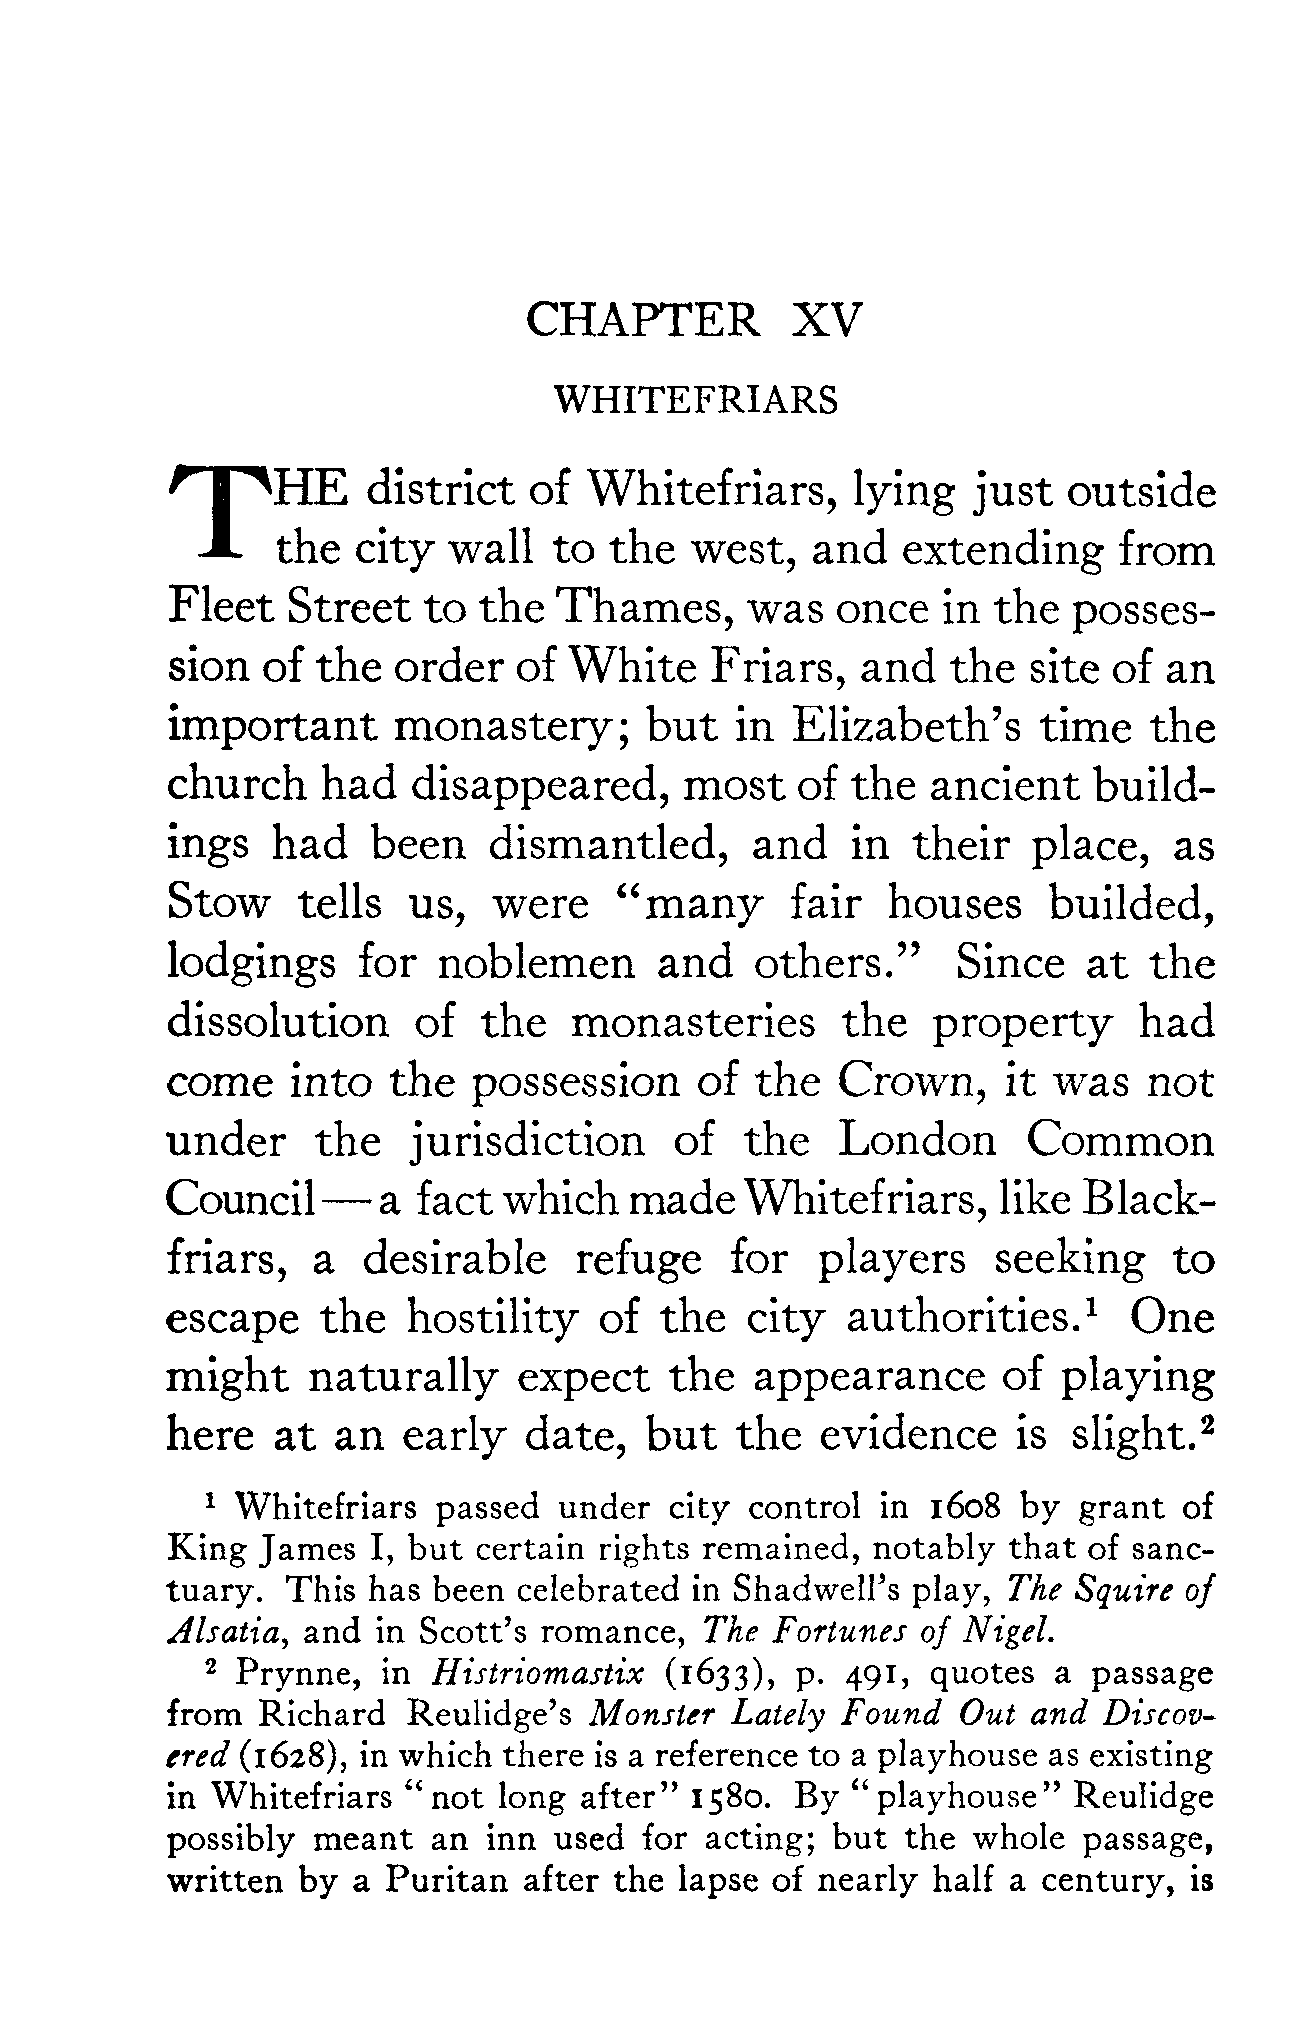 CHAPTER XV
WHITEFRIARS
THE district of Whitefriars, lying just outside
the city wall to the west, and extending from
Fleet Street to the Thames, was once in the posses-
sion of the order of White Friars, and the site of an
important monastery; but in Elizabeth's time the
church had disappeared, most of the ancient build-
ings had been dismantled, and in their place, as
Stow tells us, were "many fair houses builded,
lodgings for noblemen and others." Since at the
dissolution of the monasteries the property had
come into the possession of the Crown, it was not
under the jurisdiction of the London Common
Council—a fact which made Whitefriars, like Black-
friars, a desirable refuge for players seeking to
escape the hostility of the city authorities.¹ One
might naturally expect the appearance of playing
here at an early date, but the evidence is slight.²
¹ Whitefriars passed under city control in 1608 by grant of
King James I, but certain rights remained, notably that of sanc-
tuary. This has been celebrated in Shadwell's play, The Squire of
Alsatia, and in Scott's romance, The Fortunes of Nigel.
² Prynne, in Histriomastix (1633), p. 491, quotes a passage
from Richard Reulidge's Monster Lately Found Out and Discov-
ered (1628), in which there is a reference to a playhouse as existing
in Whitefriars "not long after" 1580. By "playhouse" Reulidge
possibly meant an inn used for acting; but the whole passage,
written by a Puritan after the lapse of nearly half a century, is